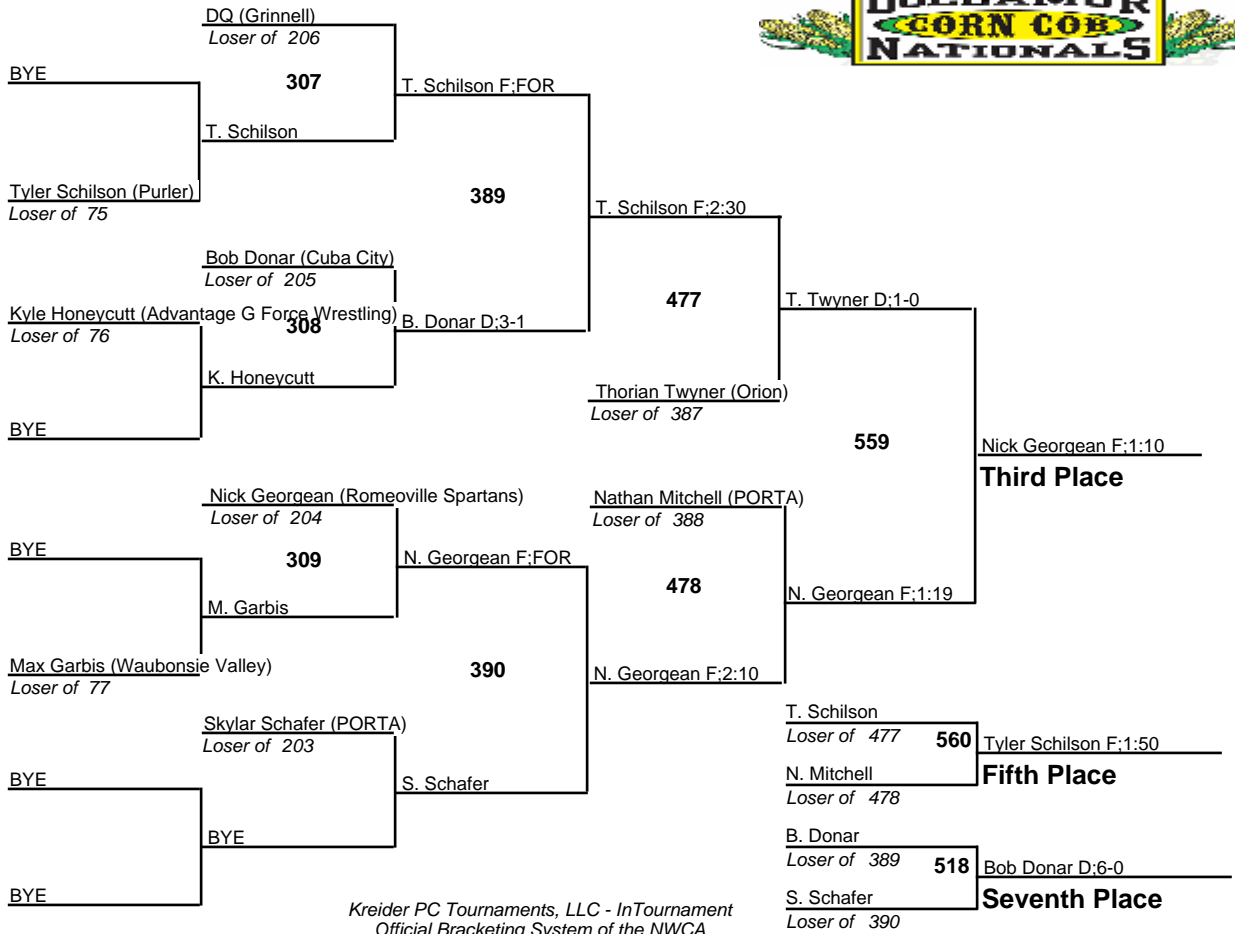 DOLLAMUR
CORN COB
NATIONALS
DQ (Grinnell)
Loser of 206
BYE
307
T. Schilson F;FOR
T. Schilson
Tyler Schilson (Purler)
Loser of 75
389
T. Schilson F;2:30
Bob Donar (Cuba City)
Loser of 205
Kyle Honeycutt (Advantage G Force Wrestling)
Loser of 76
308
B. Donar D;3-1
477
T. Twyner D;1-0
K. Honeycutt
BYE
Thorian Twyner (Orion)
Loser of 387
559
Nick Georgean F;1:10
Third Place
Nick Georgean (Romeoville Spartans)
Loser of 204
Nathan Mitchell (PORTA)
Loser of 388
BYE
309
N. Georgean F;FOR
478
N. Georgean F;1:19
M. Garbis
Max Garbis (Waubonsie Valley)
Loser of 77
390
N. Georgean F;2:10
Skylar Schafer (PORTA)
Loser of 203
T. Schilson
Loser of 477
560
Tyler Schilson F;1:50
Fifth Place
N. Mitchell
Loser of 478
BYE
S. Schafer
BYE
BYE
B. Donar
Loser of 389
518
Bob Donar D;6-0
Seventh Place
S. Schafer
Loser of 390
Kreider PC Tournaments, LLC - InTournament
Official Bracketing System of the NWCA